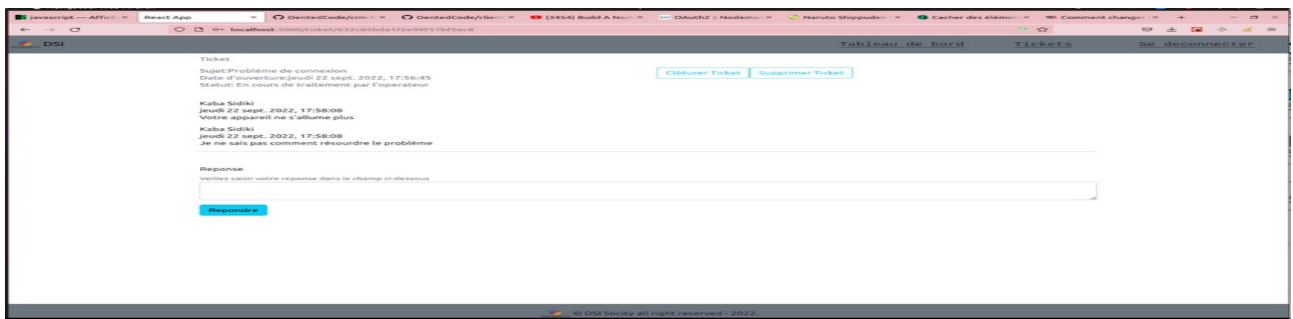 javascript — Affich
React App
DentedCode/crm-
DentedCode/clien
(3454) Build A Nod
OAuth2 :: Nodema
Naruto Shippuden
Cacher des élémen
Comment change
localhost:3000/ticket/
DSI
Tableau de bord
Tickets
Se deconnecter
Ticket
Sujet:Problème de connexion
Date d'ouverture:jeudi 22 sept. 2022, 17:56:45
Statut: En cours de traitement par l'operateur
Clôturer Ticket
Supprimer Ticket
Kaba Sidiki
jeudi 22 sept. 2022, 17:58:08
Votre appareil ne s'allume plus
Kaba Sidiki
jeudi 22 sept. 2022, 17:58:08
Je ne sais pas comment résourdre le problème
Reponse
Veillez saisir votre reponse dans le champ ci-dessous
Repondre
© DSI Socity all right reserved - 2022.